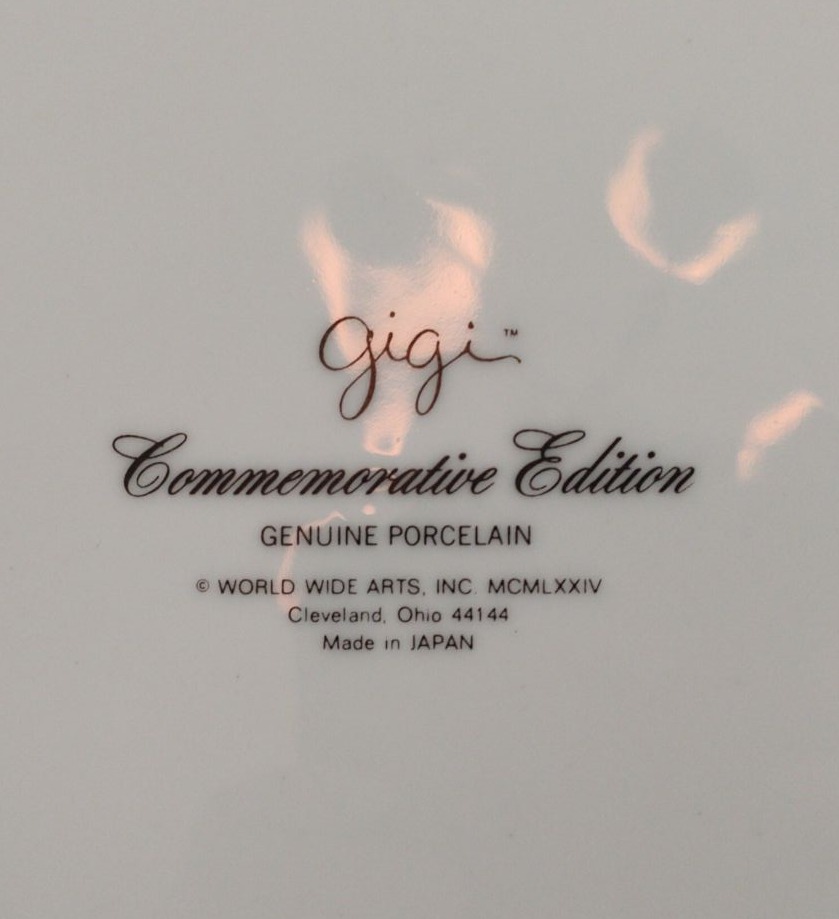 gigi™
Commemorative Edition
GENUINE PORCELAIN
© WORLD WIDE ARTS, INC. MCMLXXIV
Cleveland, Ohio 44144
Made in JAPAN